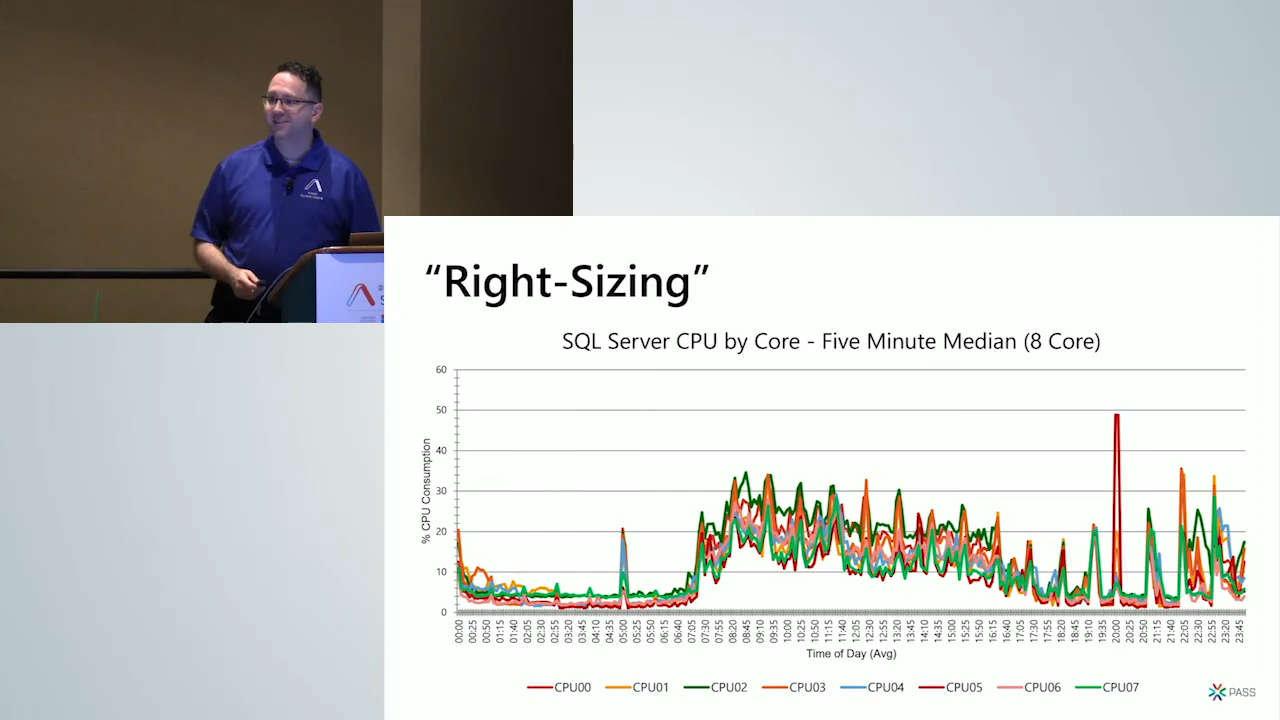 “Right-Sizing”
SQL Server CPU by Core - Five Minute Median (8 Core)
% CPU Consumption
60
50
40
30
20
10
0
00:00 00:20 00:50 01:15 01:40 02:05 02:30 02:55 03:20 03:45 04:10 04:35 05:00 05:25 05:50 06:15 06:40 07:05 07:30 07:55 08:20 08:45 09:10 09:35 10:00 10:25 10:50 11:15 11:40 12:05 12:30 12:55 13:20 13:45 14:10 14:35 15:00 15:25 15:50 16:15 16:40 17:05 17:30 17:55 18:20 18:45 19:10 19:35 20:00 20:25 20:50 21:15 21:40 22:05 22:30 22:55 23:20 23:45
Time of Day (Avg)
CPU00 CPU01 CPU02 CPU03 CPU04 CPU05 CPU06 CPU07
PASS